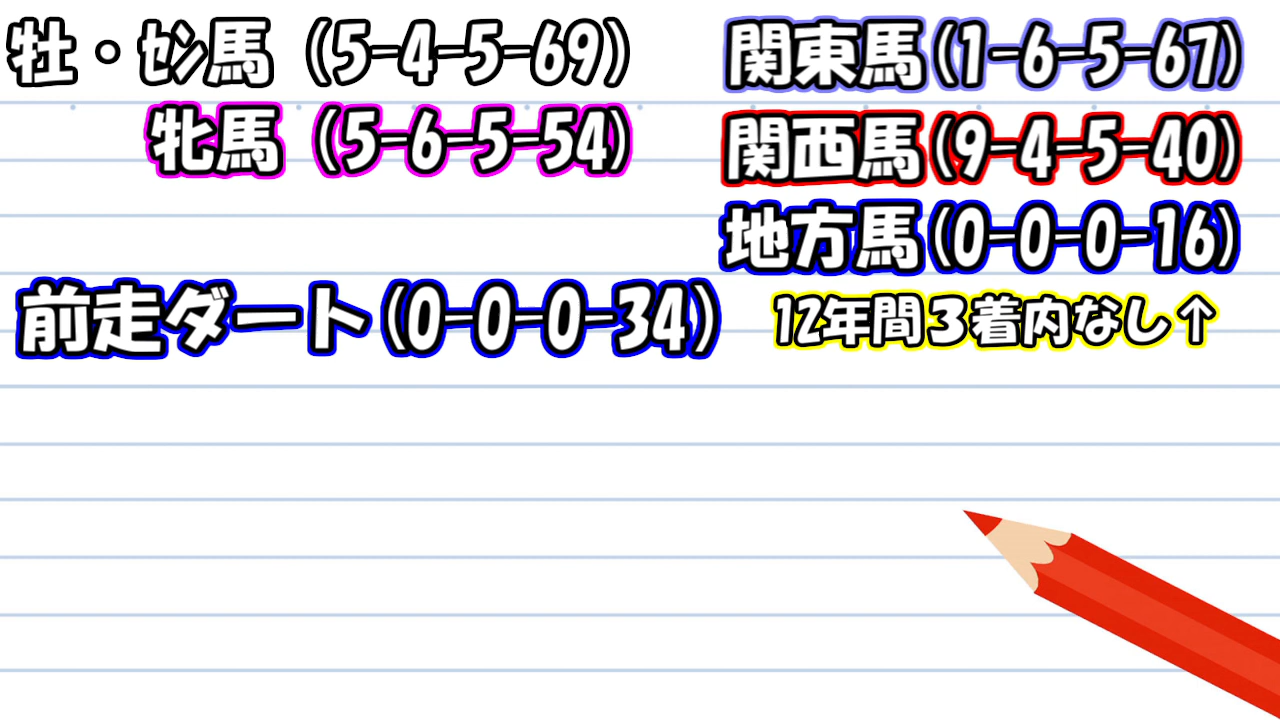 牡・ｾﾝ馬（5-4-5-69）
牝馬（5-6-5-54）
前走ダート（0-0-0-34）
関東馬（1-6-5-67）
関西馬（9-4-5-40）
地方馬（0-0-0-16）
12年間３着内なし↑